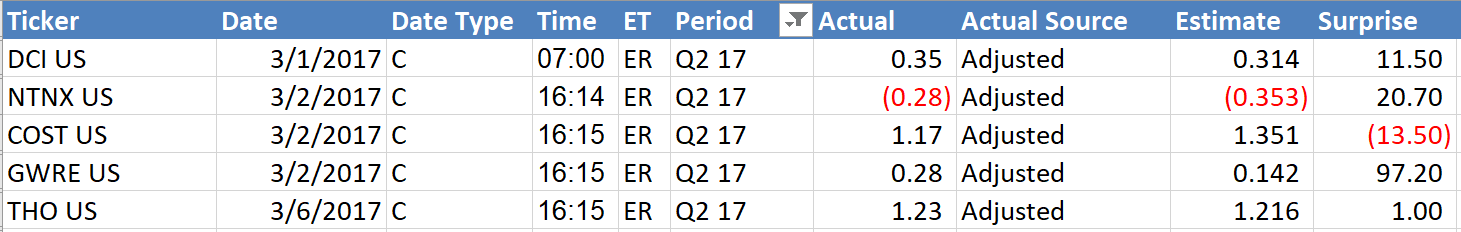 Ticker Date Date Type Time ET Period Actual Actual Source Estimate Surprise
DCI US 3/1/2017 C 07:00 ER Q2 17 0.35 Adjusted 0.314 11.50
NTNX US 3/2/2017 C 16:14 ER Q2 17 (0.28) Adjusted (0.353) 20.70
COST US 3/2/2017 C 16:15 ER Q2 17 1.17 Adjusted 1.351 (13.50)
GWRE US 3/2/2017 C 16:15 ER Q2 17 0.28 Adjusted 0.142 97.20
THO US 3/6/2017 C 16:15 ER Q2 17 1.23 Adjusted 1.216 1.00